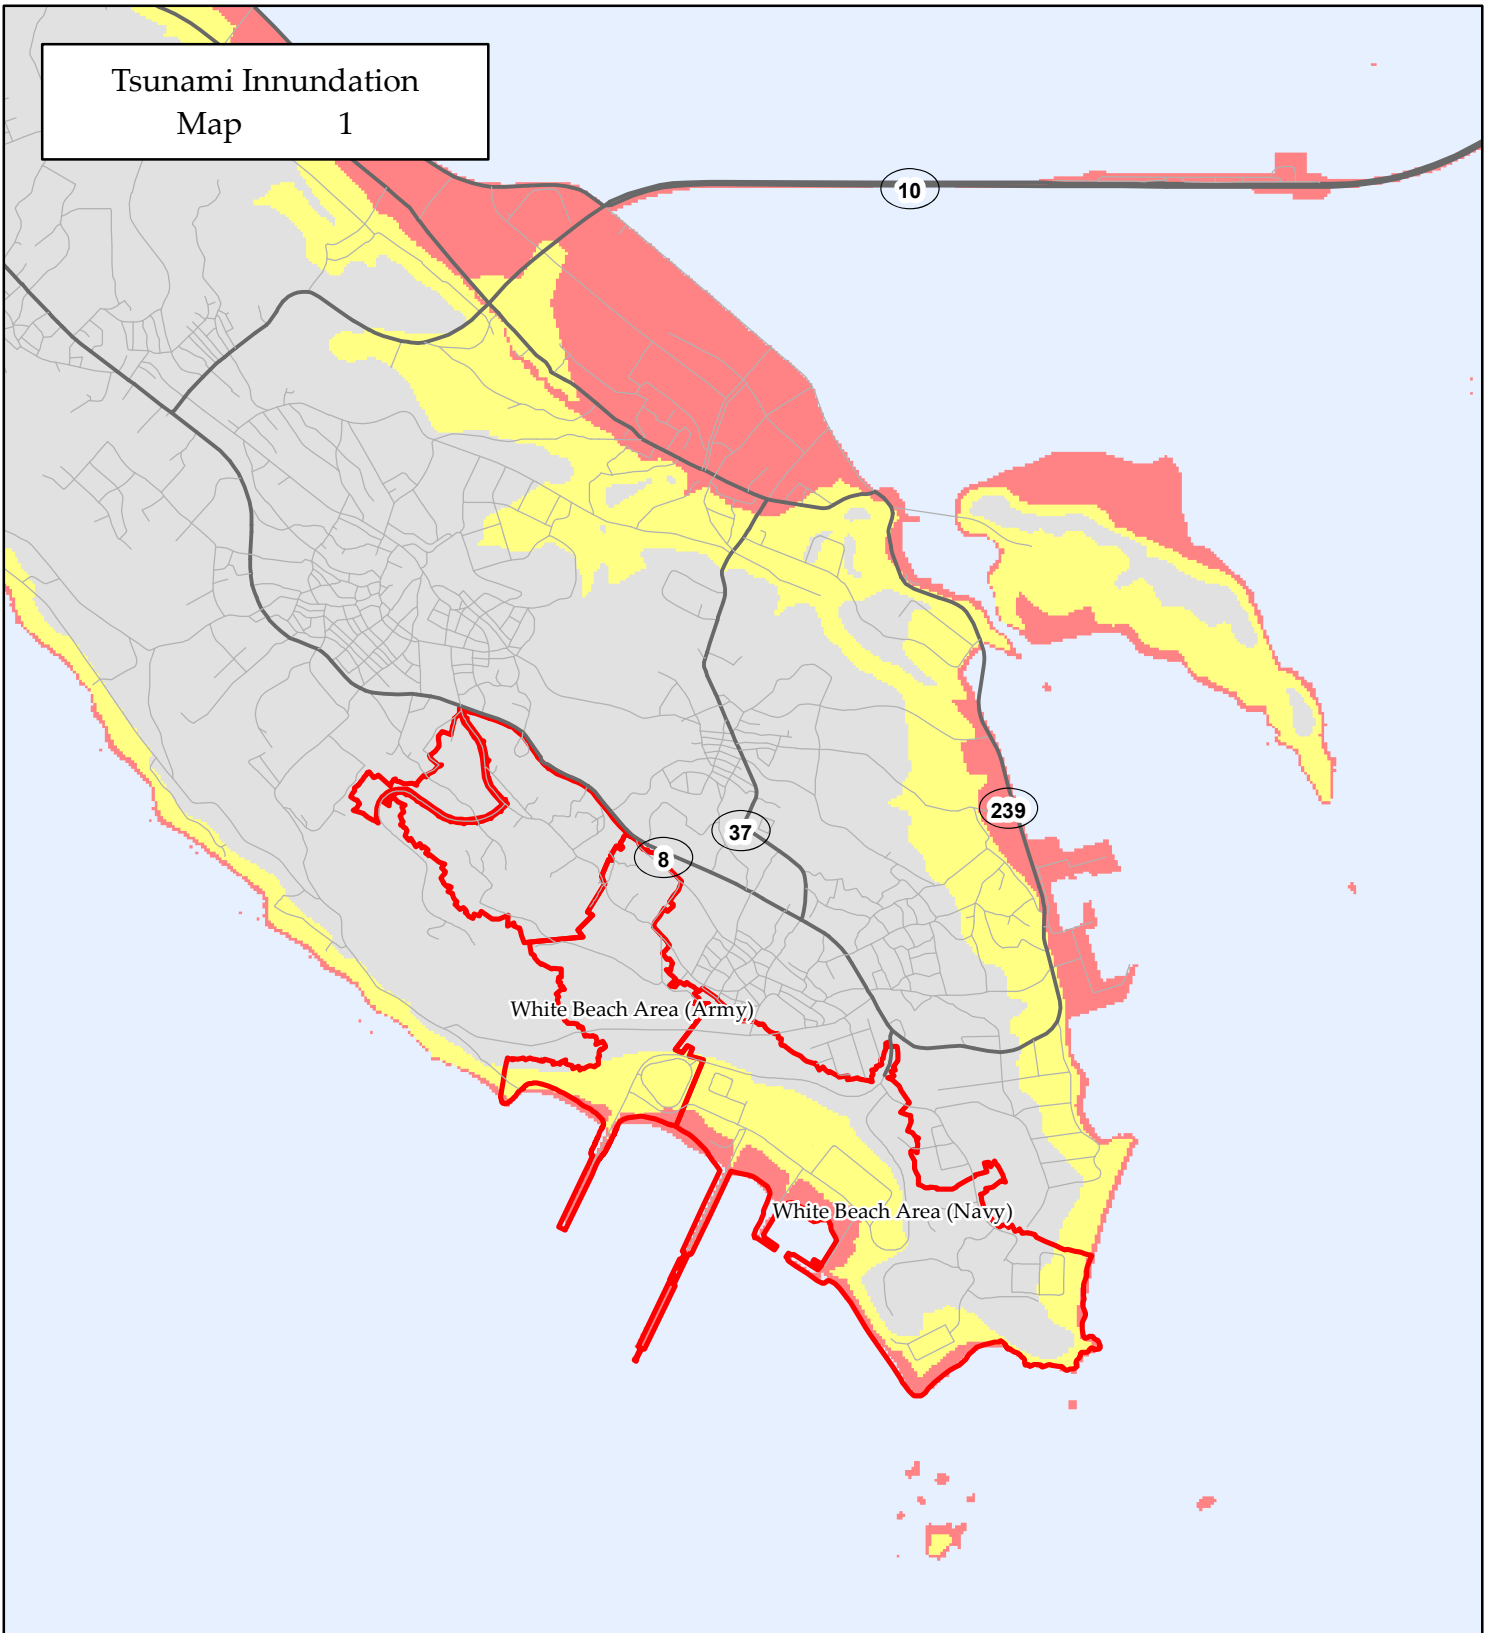 Tsunami Innundation
Map 1
10
239
37
8
White Beach Area (Army)
White Beach Area (Navy)